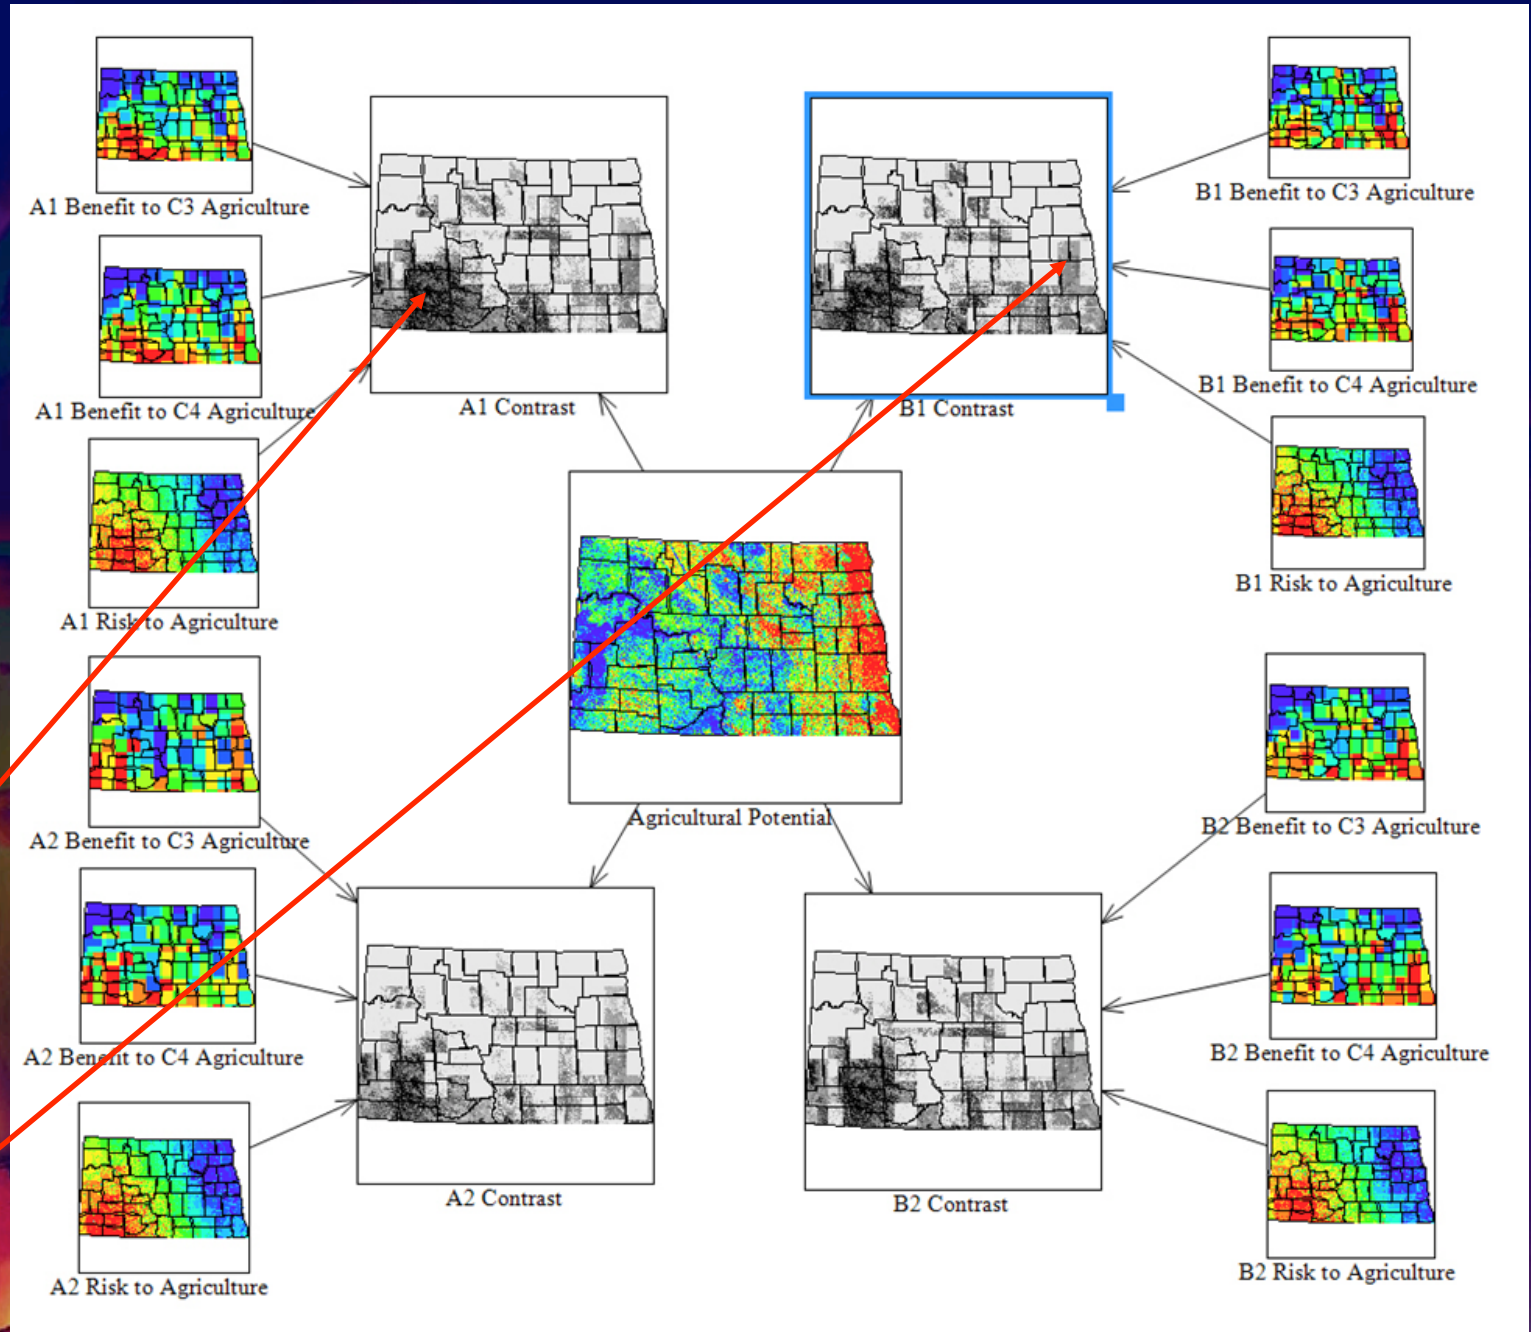 A1 Benefit to C3 Agriculture
A1 Benefit to C4 Agriculture
A1 Risk to Agriculture
A1 Contrast
B1 Contrast
B1 Benefit to C3 Agriculture
B1 Benefit to C4 Agriculture
B1 Risk to Agriculture
Agricultural Potential
A2 Benefit to C3 Agriculture
A2 Benefit to C4 Agriculture
A2 Risk to Agriculture
A2 Contrast
B2 Contrast
B2 Benefit to C3 Agriculture
B2 Benefit to C4 Agriculture
B2 Risk to Agriculture